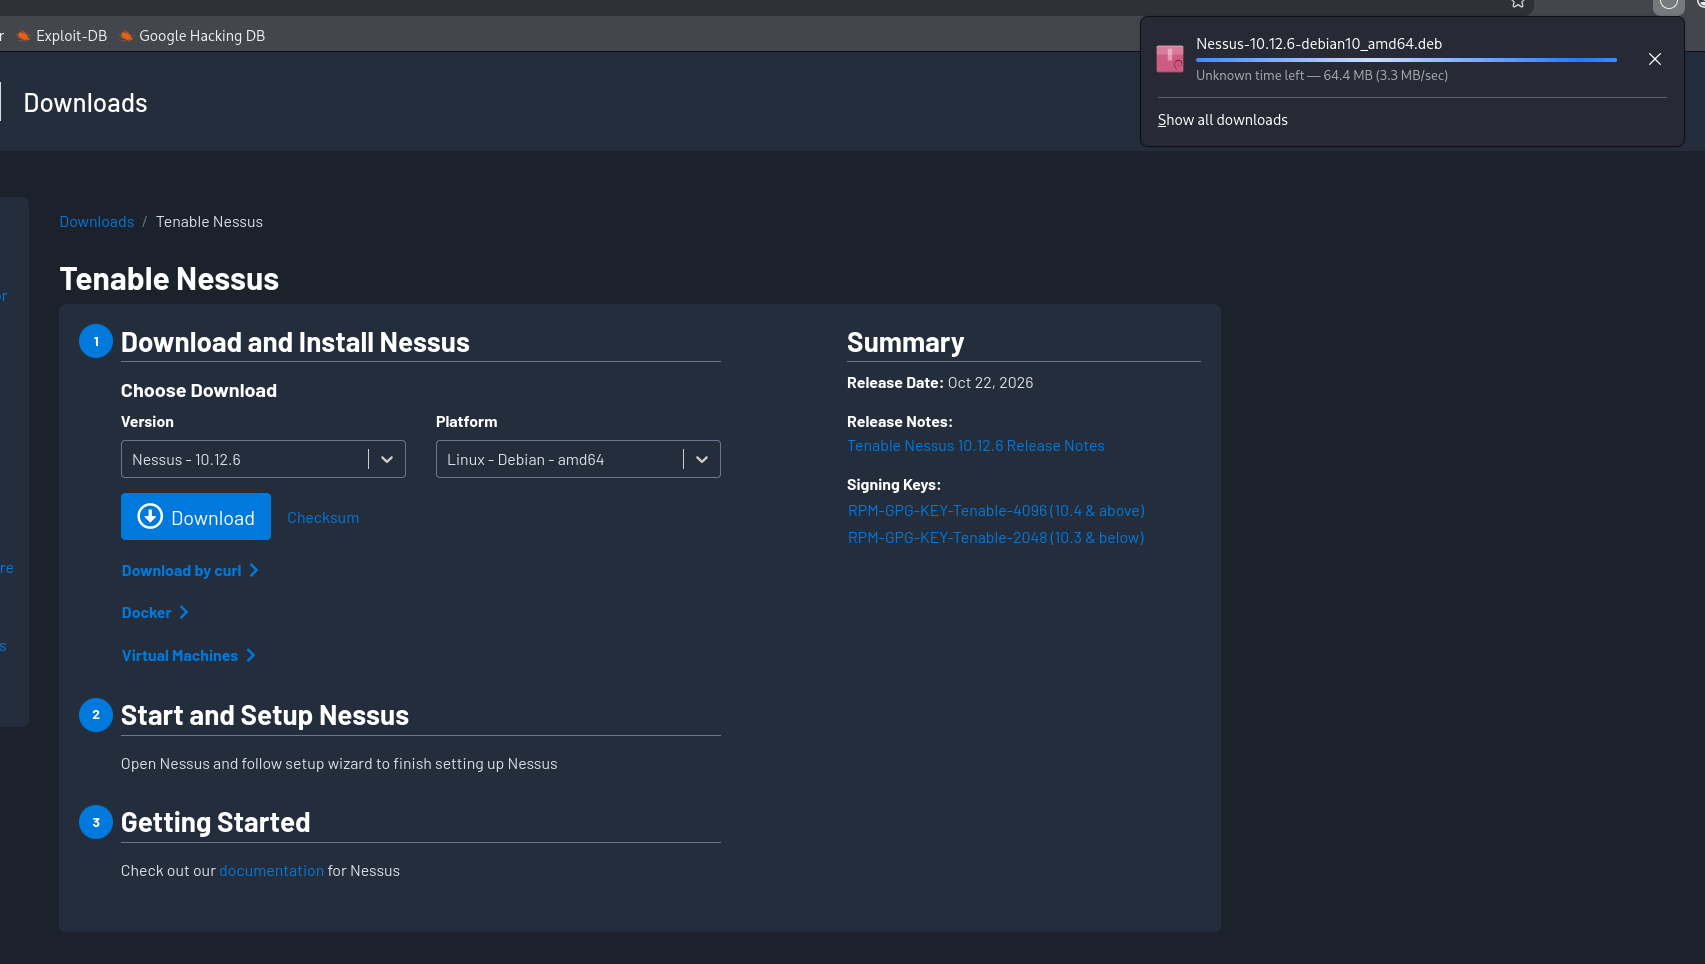 r Exploit-DB Google Hacking DB
Nessus-10.12.6-debian10_amd64.deb
Unknown time left — 64.4 MB (3.3 MB/sec)
Show all downloads
Downloads
Downloads / Tenable Nessus
Tenable Nessus
or
re
s
1 Download and Install Nessus
Choose Download
Version
Platform
Nessus - 10.12.6
Linux - Debian - amd64
Download
Checksum
Download by curl
Docker
Virtual Machines
2 Start and Setup Nessus
Open Nessus and follow setup wizard to finish setting up Nessus
3 Getting Started
Check out our documentation for Nessus
Summary
Release Date: Oct 22, 2026
Release Notes:
Tenable Nessus 10.12.6 Release Notes
Signing Keys:
RPM-GPG-KEY-Tenable-4096 (10.4 & above)
RPM-GPG-KEY-Tenable-2048 (10.3 & below)